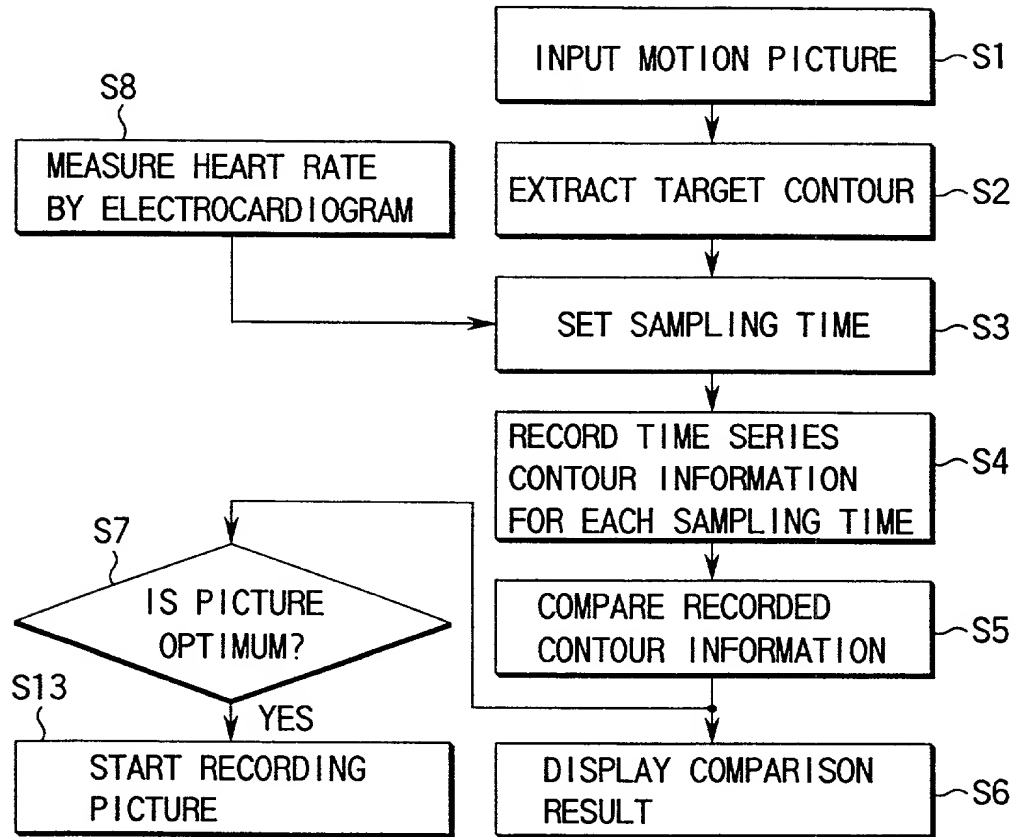 INPUT MOTION PICTURE
S1
S8
MEASURE HEART RATE
BY ELECTROCARDIOGRAM
EXTRACT TARGET CONTOUR
S2
SET SAMPLING TIME
S3
RECORD TIME SERIES
CONTOUR INFORMATION
FOR EACH SAMPLING TIME
S4
S7
IS PICTURE
OPTIMUM?
COMPARE RECORDED
CONTOUR INFORMATION
S5
S13
YES
START RECORDING
PICTURE
DISPLAY COMPARISON
RESULT
S6